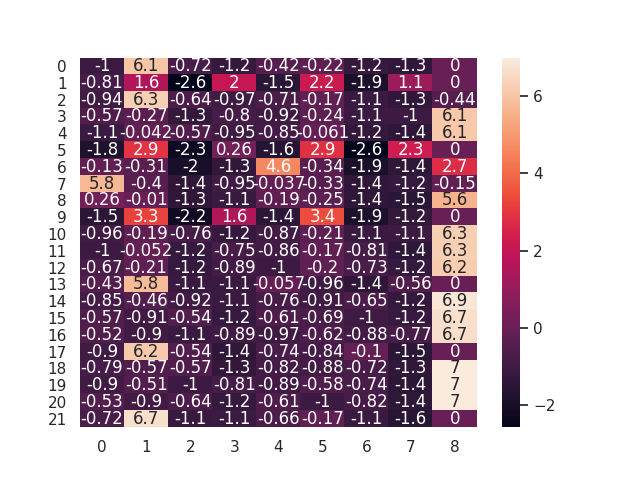 0 -1 6.1 -0.72 -1.2 -0.42 -0.22 -1.2 -1.3 0
1 -0.81 1.6 -2.6 2 -1.5 2.2 -1.9 1.1 0
2 -0.94 6.3 -0.64 -0.97 -0.71 -0.17 -1.1 -1.3 -0.44
3 -0.57 -0.27 -1.3 -0.8 -0.92 -0.24 -1.1 -1 6.1
4 -1.1 -0.042 -0.57 -0.95 -0.85 -0.061 -1.2 -1.4 6.1
5 -1.8 2.9 -2.3 0.26 -1.6 2.9 -2.6 2.3 0
6 -0.13 -0.31 -2 -1.3 4.6 -0.34 -1.9 -1.4 2.7
7 5.8 -0.4 -1.4 -0.95 -0.037 -0.33 -1.4 -1.2 -0.15
8 0.26 -0.01 -1.3 -1.1 -0.19 -0.25 -1.4 -1.5 5.6
9 -1.5 3.3 -2.2 1.6 -1.4 3.4 -1.9 -1.2 0
10 -0.96 -0.19 -0.76 -1.2 -0.87 -0.21 -1.1 -1.1 6.3
11 -1 -0.052 -1.2 -0.75 -0.86 -0.17 -0.81 -1.4 6.3
12 -0.67 -0.21 -1.2 -0.89 -1 -0.2 -0.73 -1.2 6.2
13 -0.43 5.8 -1.1 -1.1 -0.057 -0.96 -1.4 -0.56 0
14 -0.85 -0.46 -0.92 -1.1 -0.76 -0.91 -0.65 -1.2 6.9
15 -0.57 -0.91 -0.54 -1.2 -0.61 -0.69 -1 -1.2 6.7
16 -0.52 -0.9 -1.1 -0.89 -0.97 -0.62 -0.88 -0.77 6.7
17 -0.9 6.2 -0.54 -1.4 -0.74 -0.84 -0.1 -1.5 0
18 -0.79 -0.57 -0.57 -1.3 -0.82 -0.88 -0.72 -1.3 7
19 -0.9 -0.51 -1 -0.81 -0.89 -0.58 -0.74 -1.4 7
20 -0.53 -0.9 -0.64 -1.2 -0.61 -1 -0.82 -1.4 7
21 -0.72 6.7 -1.1 -1.1 -0.66 -0.17 -1.1 -1.6 0
0 1 2 3 4 5 6 7 8
6
4
2
0
−2